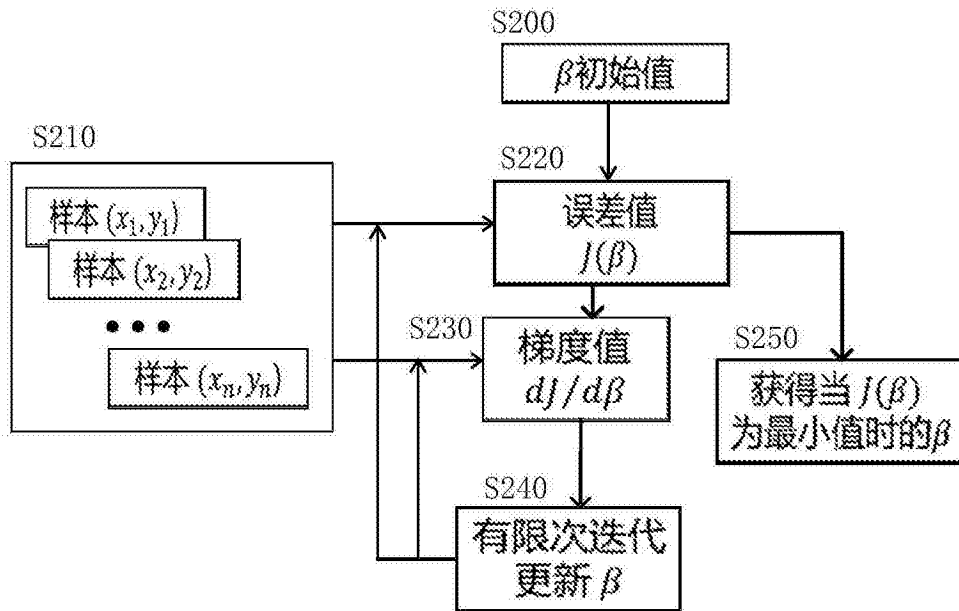 S200
β初始值
S210
样本 (x₁,y₁)
样本 (x₂,y₂)
•••
样本 (xₙ,yₙ)
S220
误差值
J(β)
S230
梯度值
dJ/dβ
S240
有限次迭代
更新 β
S250
获得当 J(β)
为最小值时的β